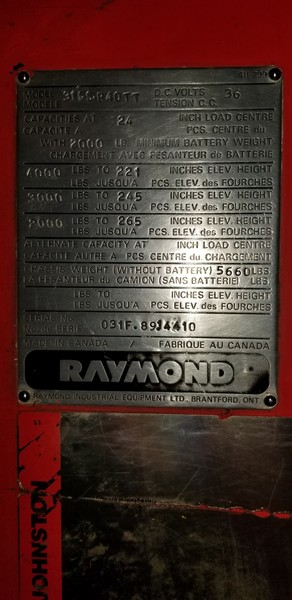 411 299
MODEL 31 R40TT D.C. VOLTS 36
MODELE TENSION C.C.
CAPACITIES AT 24 INCH LOAD CENTRE
CAPACITE A PCS. CENTRE du
WITH 2000 LBS. MINIMUM BATTERY WEIGHT
CHARGEMENT AVEC PESANTEUR de BATTERIE
4000 LBS TO 221 INCHES ELEV. HEIGHT
LBS JUSQU'A PCS. ELEV. des FOURCHES
3000 LBS TO 245 INCHES ELEV. HEIGHT
LBS JUSQU'A PCS. ELEV. des FOURCHES
2000 LBS TO 265 INCHES ELEV. HEIGHT
LBS JUSQU'A PCS. ELEV. des FOURCHES
ALTERNATE CAPACITY AT INCH LOAD CENTRE
CAPACITE AUTRE A PCS. CENTRE du CHARGEMENT
WEIGHT (WITHOUT BATTERY) 5660 LBS.
PESANTEUR du CAMION (SANS BATTERIE) LBS.
LBS TO INCHES ELEV. HEIGHT
LBS JUSQU'A PCS. ELEV. des FOURCHES
SERIAL NO.
NO. de SERIE 031F.8914410
MADE IN CANADA / FABRIQUE AU CANADA
RAYMOND
RAYMOND INDUSTRIAL EQUIPMENT LTD., BRANTFORD, ONT
JOHNSTON